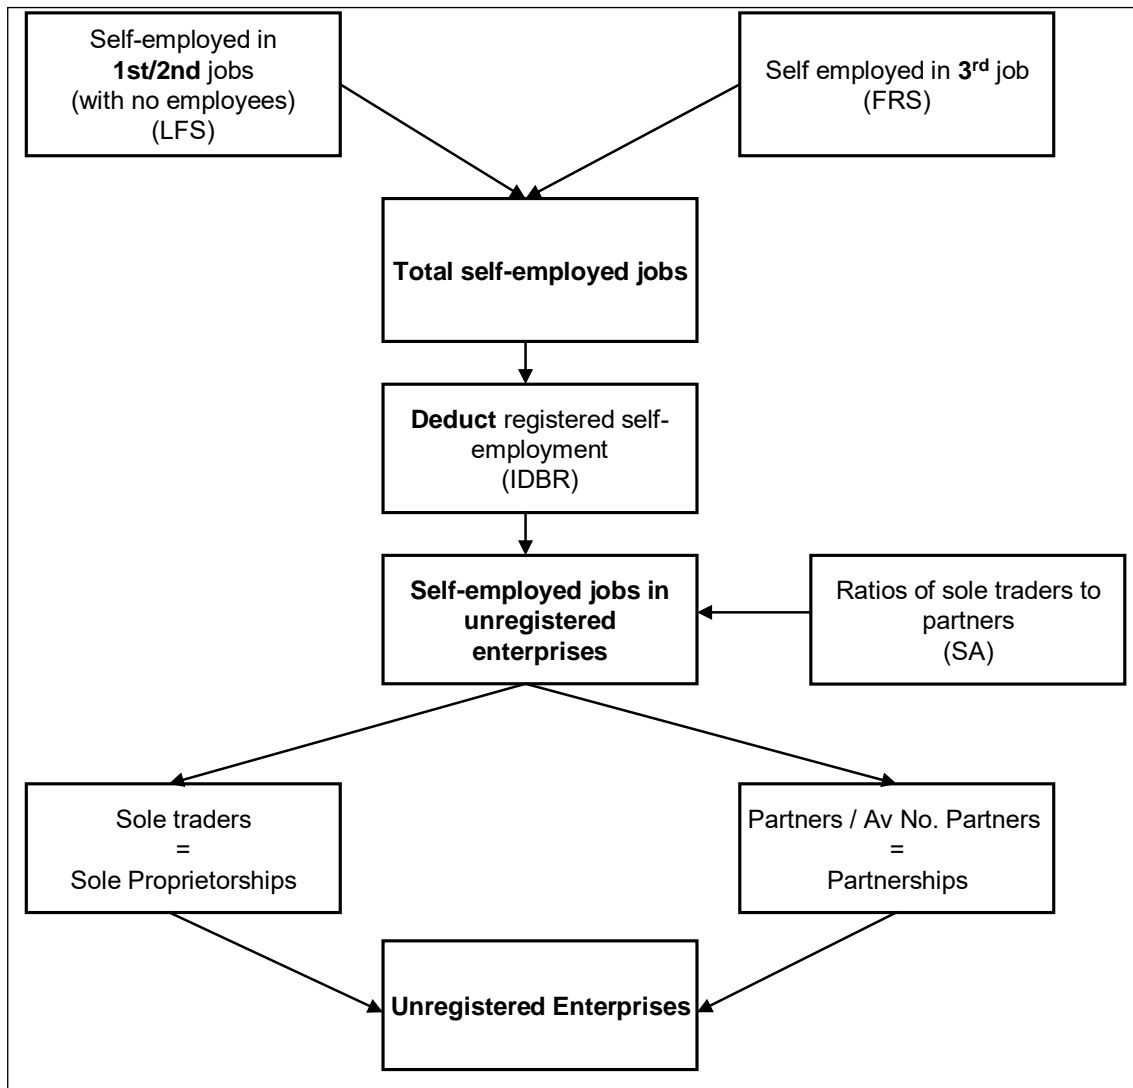 Self-employed in
1st/2nd jobs
(with no employees)
(LFS)
Self employed in 3rd job
(FRS)
Total self-employed jobs
Deduct registered self-
employment
(IDBR)
Self-employed jobs in
unregistered
enterprises
Ratios of sole traders to
partners
(SA)
Sole traders
=
Sole Proprietorships
Partners / Av No. Partners
=
Partnerships
Unregistered Enterprises